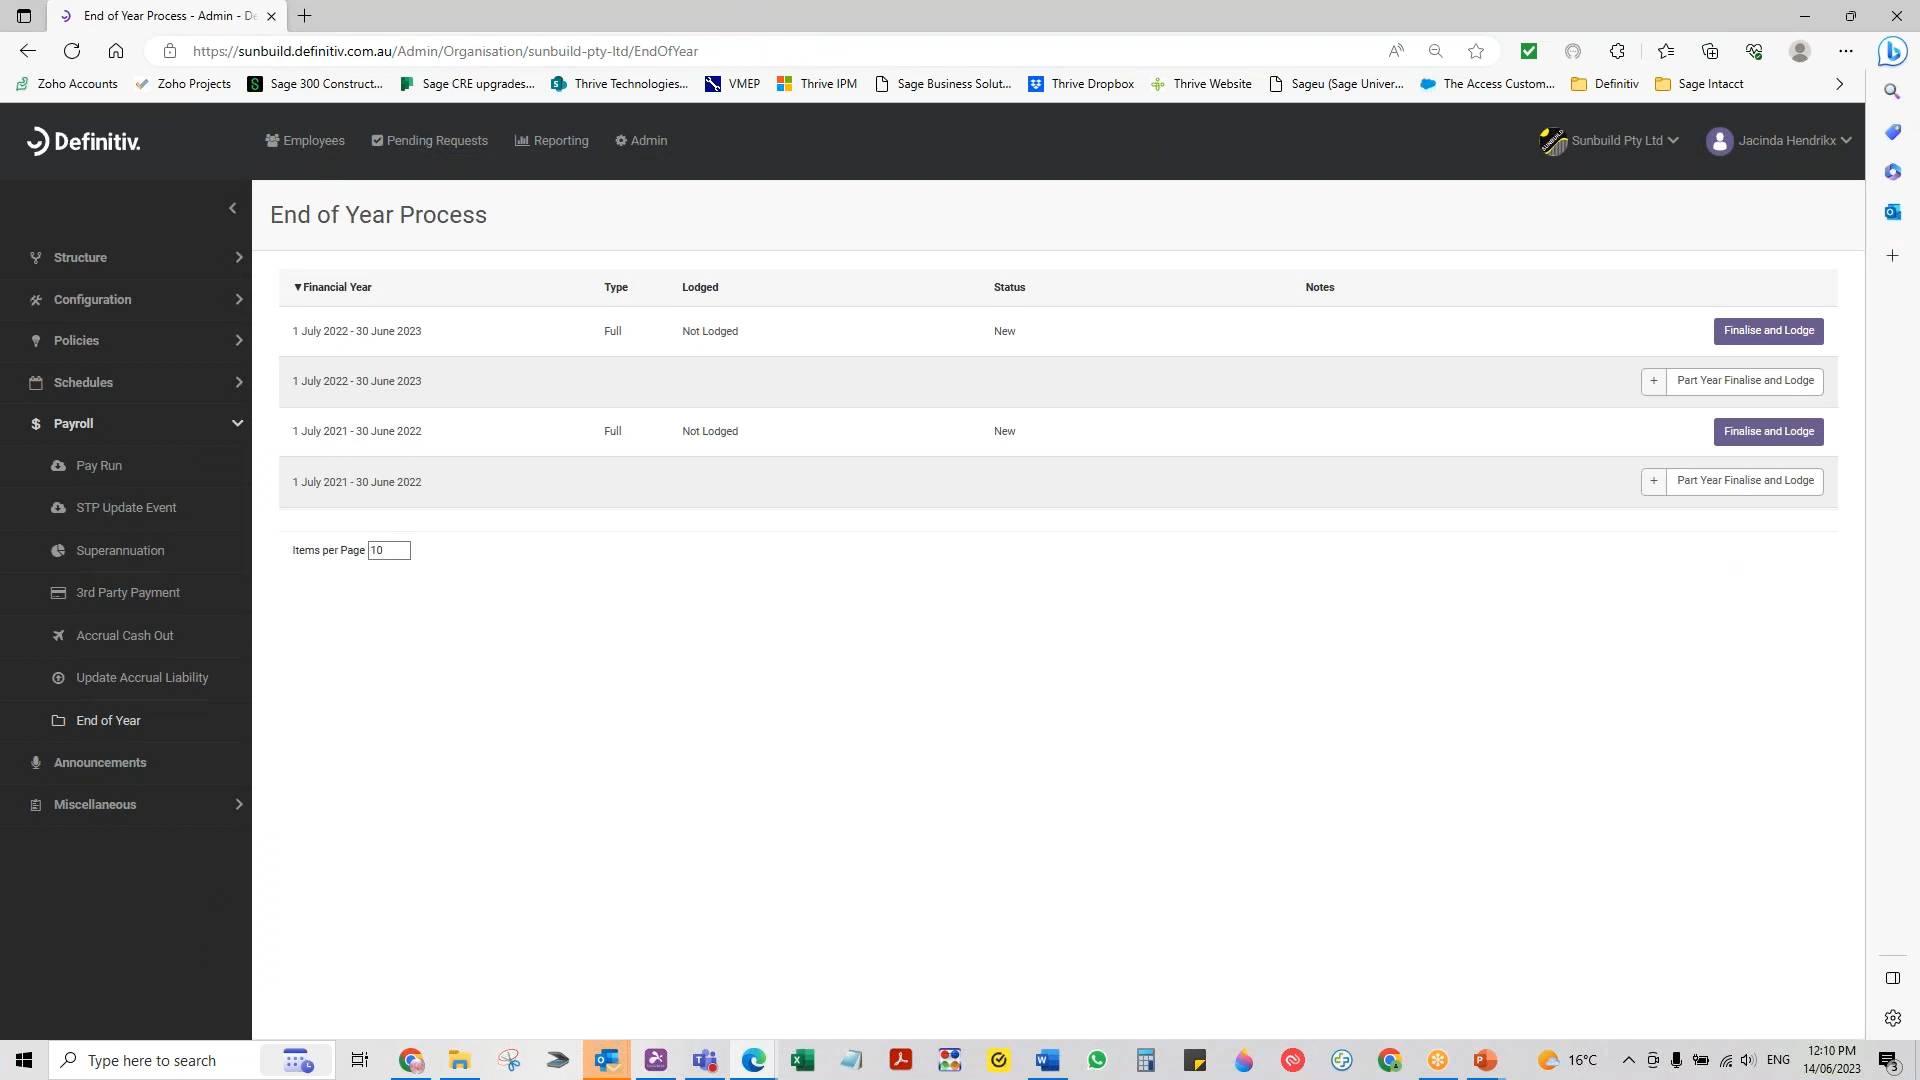 End of Year Process - Admin - De
https://sunbuild.definitiv.com.au/Admin/Organisation/sunbuild-pty-ltd/EndOfYear
Zoho Accounts
Zoho Projects
Sage 300 Construct...
Sage CRE upgrades...
Thrive Technologies...
VMEP
Thrive IPM
Sage Business Solut...
Thrive Dropbox
Thrive Website
Sageu (Sage Univer...
The Access Custom...
Definitiv
Sage Intacct
Definitiv.
Employees
Pending Requests
Reporting
Admin
SUNBUILD
Sunbuild Pty Ltd
Jacinda Hendrikx
End of Year Process
Structure
Configuration
Policies
Schedules
Payroll
Pay Run
STP Update Event
Superannuation
3rd Party Payment
Accrual Cash Out
Update Accrual Liability
End of Year
Announcements
Miscellaneous
▼Financial Year Type Lodged Status Notes
1 July 2022 - 30 June 2023 Full Not Lodged New Finalise and Lodge
1 July 2022 - 30 June 2023 + Part Year Finalise and Lodge
1 July 2021 - 30 June 2022 Full Not Lodged New Finalise and Lodge
1 July 2021 - 30 June 2022 + Part Year Finalise and Lodge
Items per Page 10
Type here to search
16°C
ENG
12:10 PM
14/06/2023
3